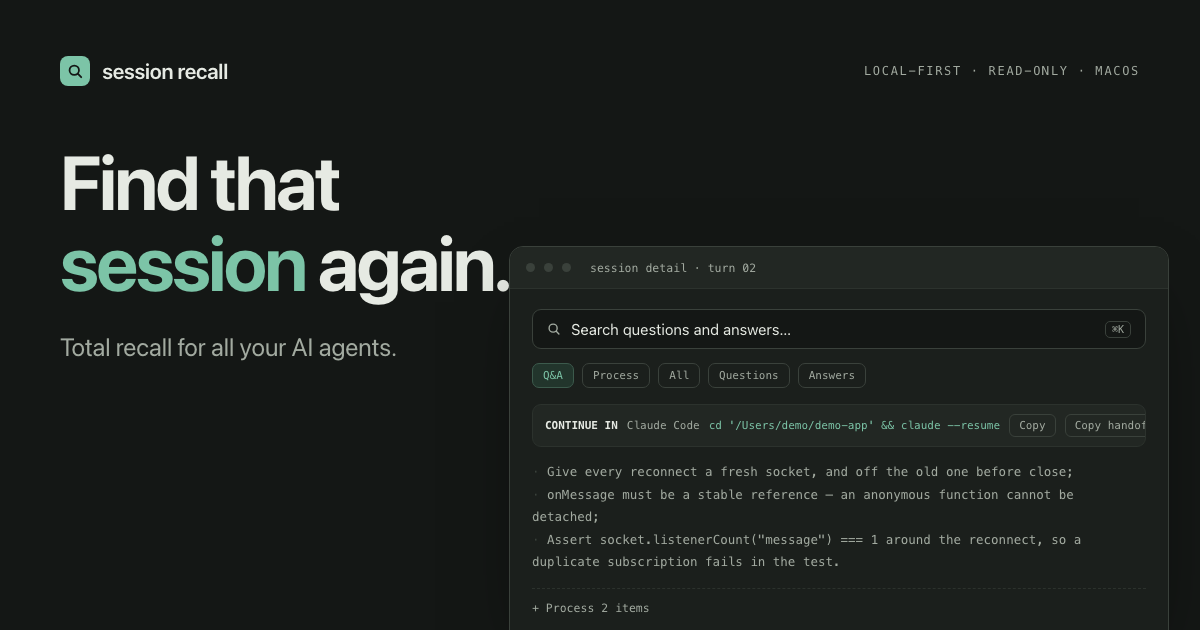 session recall
LOCAL-FIRST · READ-ONLY · MACOS
Find that
session again.
Total recall for all your AI agents.
session detail · turn 02
Search questions and answers...
⌘K
Q&A Process All Questions Answers
CONTINUE IN Claude Code cd '/Users/demo/demo-app' && claude --resume Copy Copy handof
· Give every reconnect a fresh socket, and off the old one before close;
· onMessage must be a stable reference — an anonymous function cannot be
detached;
· Assert socket.listenerCount("message") === 1 around the reconnect, so a
duplicate subscription fails in the test.
+ Process 2 items